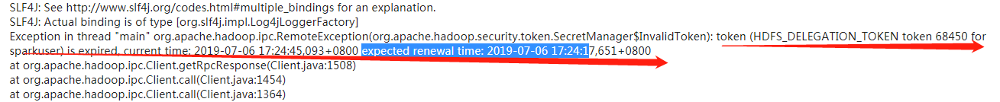 SLF4J: See http://www.slf4j.org/codes.html#multiple_bindings for an explanation.
SLF4J: Actual binding is of type [org.slf4j.impl.Log4jLoggerFactory]
Exception in thread "main" org.apache.hadoop.ipc.RemoteException(org.apache.hadoop.security.token.SecretManager$InvalidToken): token (HDFS_DELEGATION_TOKEN token 68450 for
sparkuser) is expired, current time: 2019-07-06 17:24:45,093+0800 expected renewal time: 2019-07-06 17:24:17,651+0800
at org.apache.hadoop.ipc.Client.getRpcResponse(Client.java:1508)
at org.apache.hadoop.ipc.Client.call(Client.java:1454)
at org.apache.hadoop.ipc.Client.call(Client.java:1364)